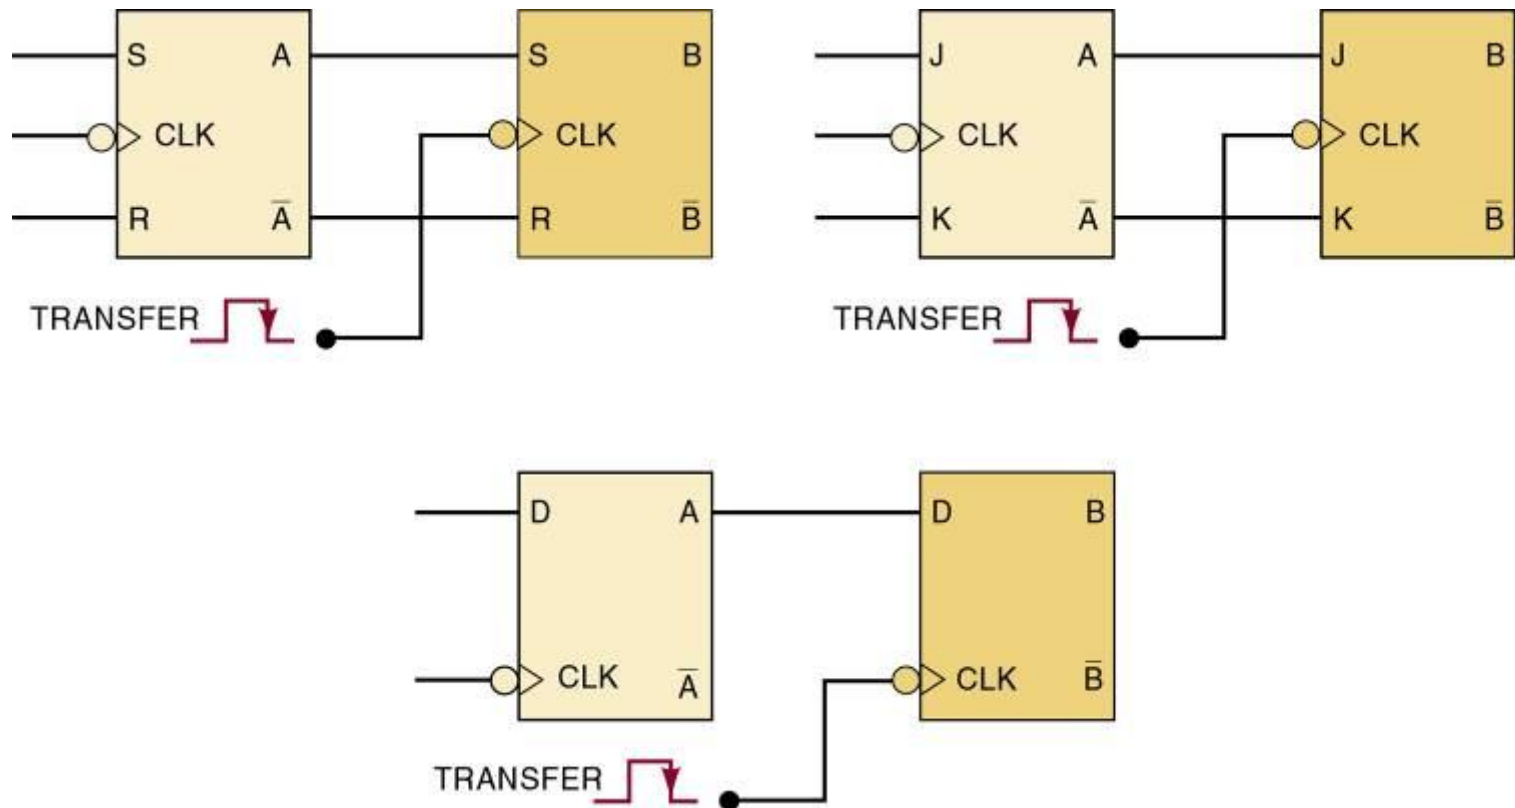 S A S B J A J B
CLK CLK CLK CLK
R A̅ R B̅ K A̅ K B̅
TRANSFER TRANSFER
D A D B
CLK A̅ CLK B̅
TRANSFER